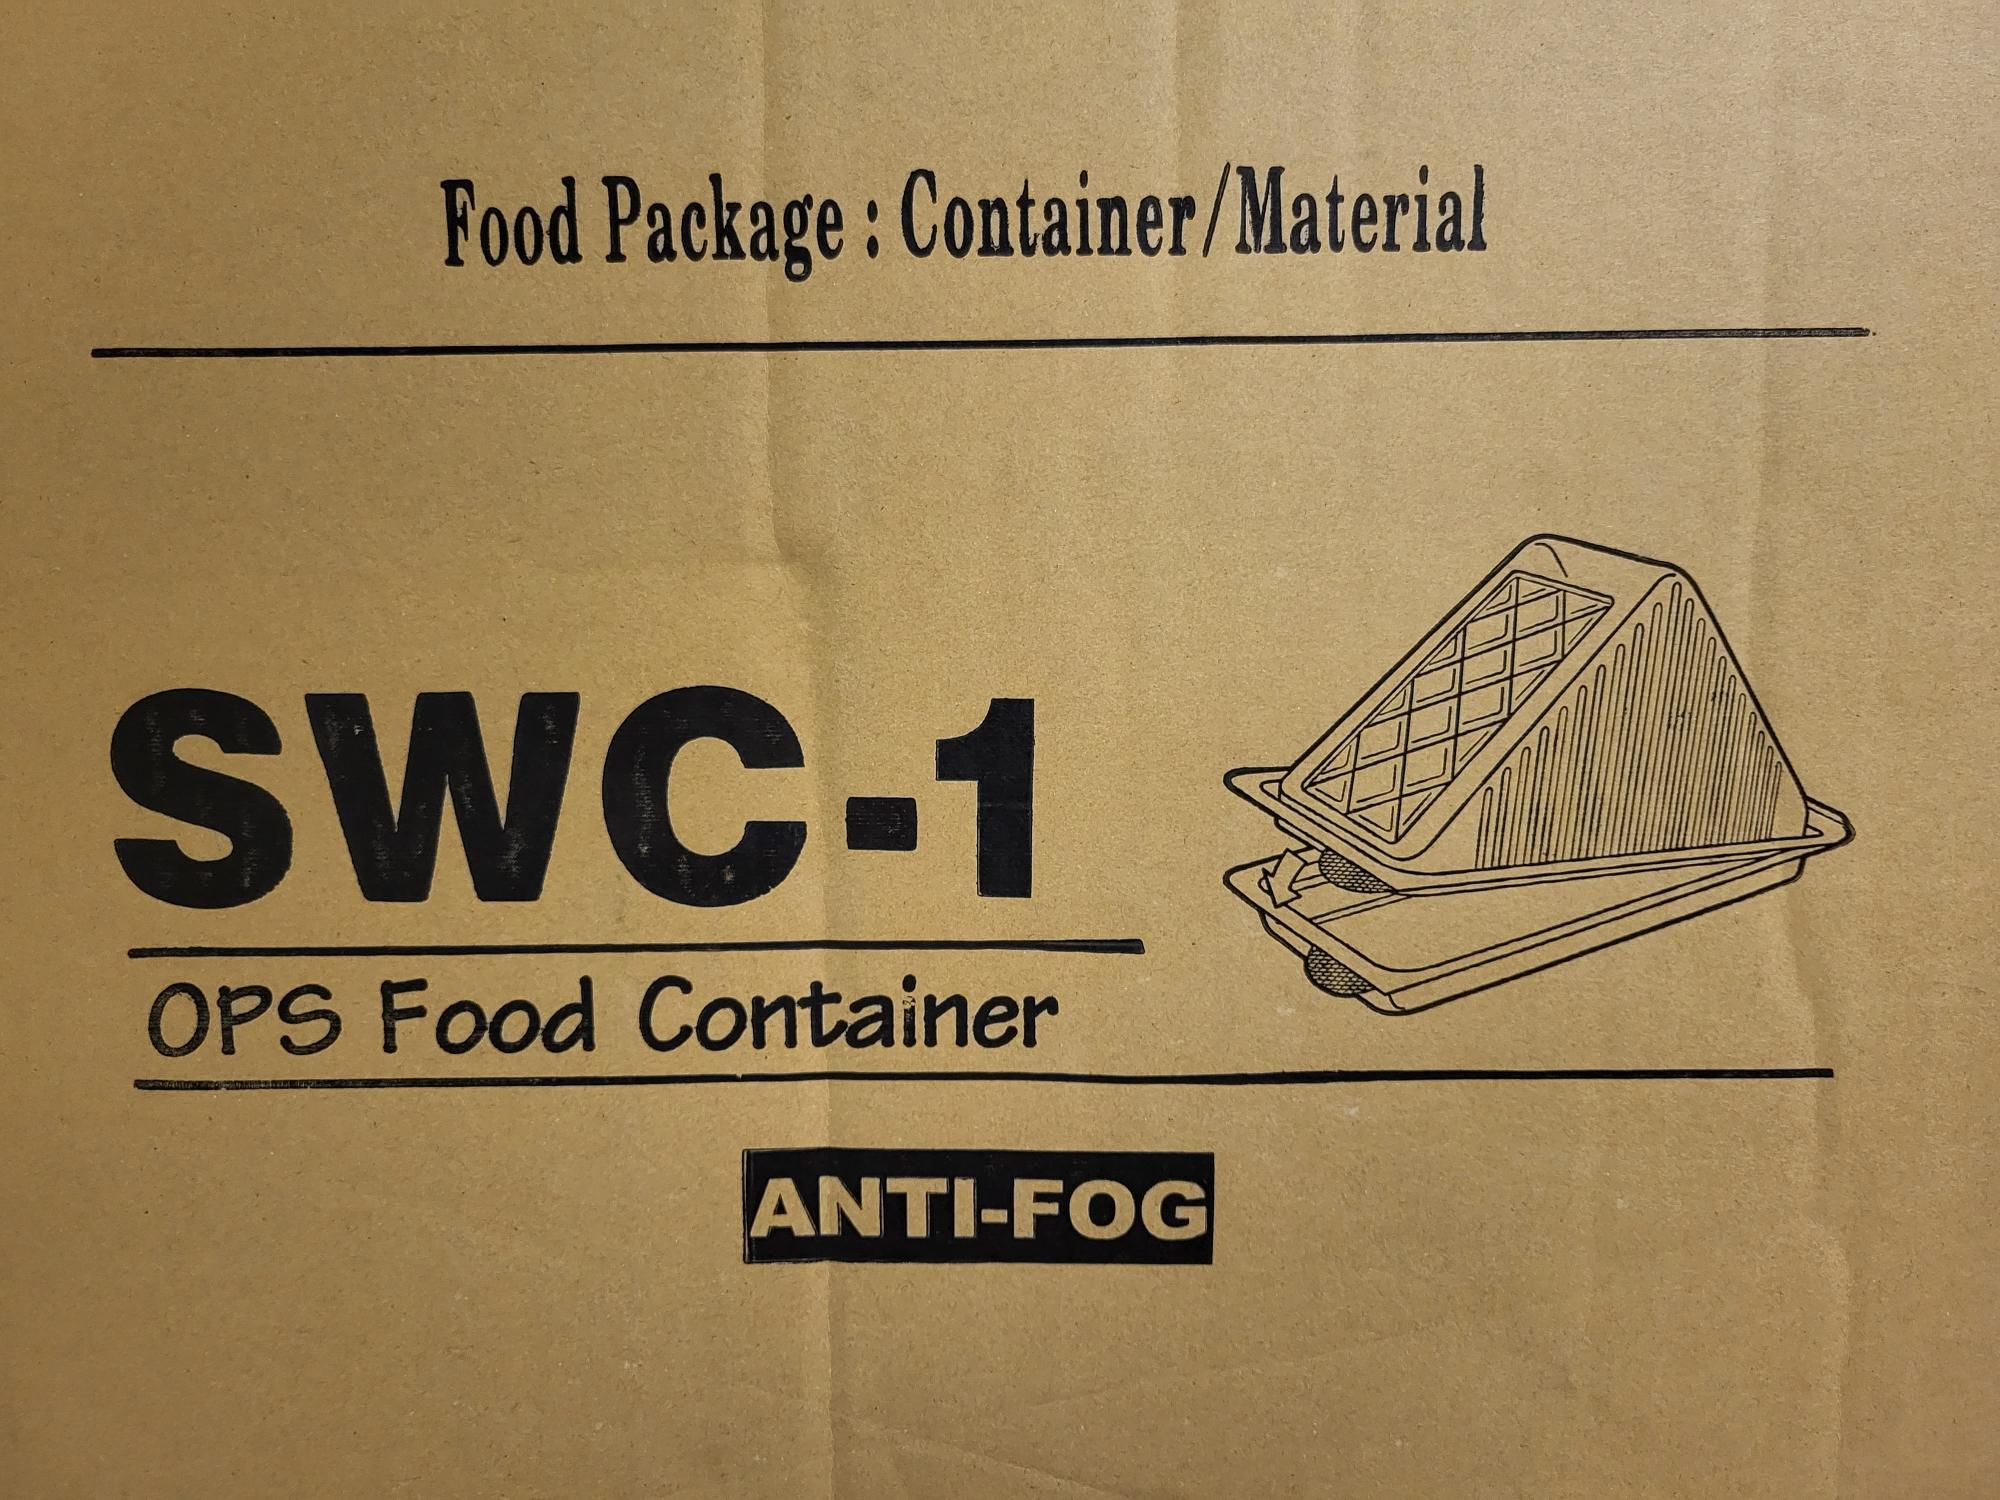 Food Package : Container/Material
SWC-1
OPS Food Container
ANTI-FOG